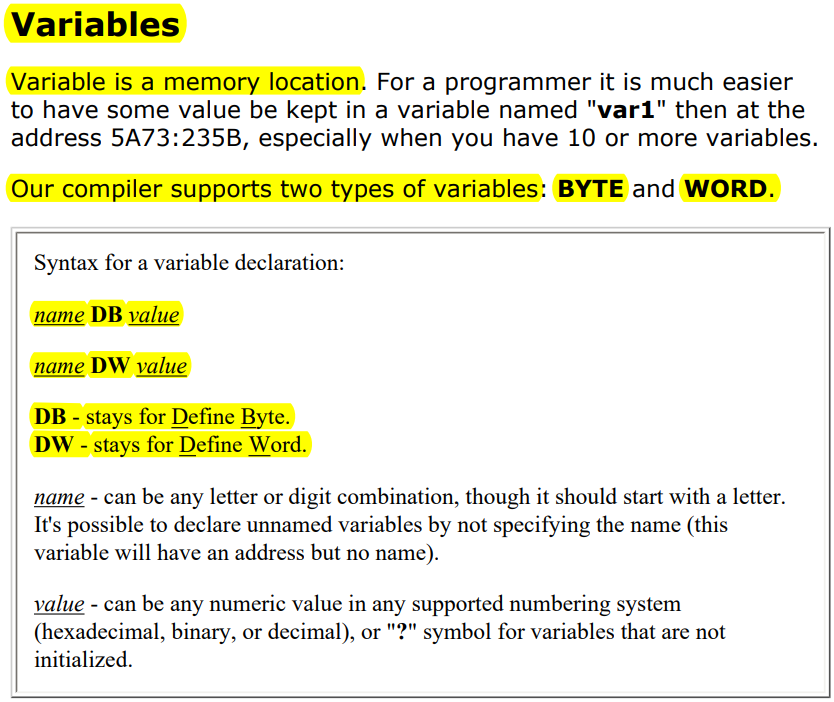 Variables
Variable is a memory location. For a programmer it is much easier
to have some value be kept in a variable named "var1" then at the
address 5A73:235B, especially when you have 10 or more variables.
Our compiler supports two types of variables: BYTE and WORD.
Syntax for a variable declaration:
name DB value
name DW value
DB - stays for Define Byte.
DW - stays for Define Word.
name - can be any letter or digit combination, though it should start with a letter.
It's possible to declare unnamed variables by not specifying the name (this
variable will have an address but no name).
value - can be any numeric value in any supported numbering system
(hexadecimal, binary, or decimal), or "?" symbol for variables that are not
initialized.